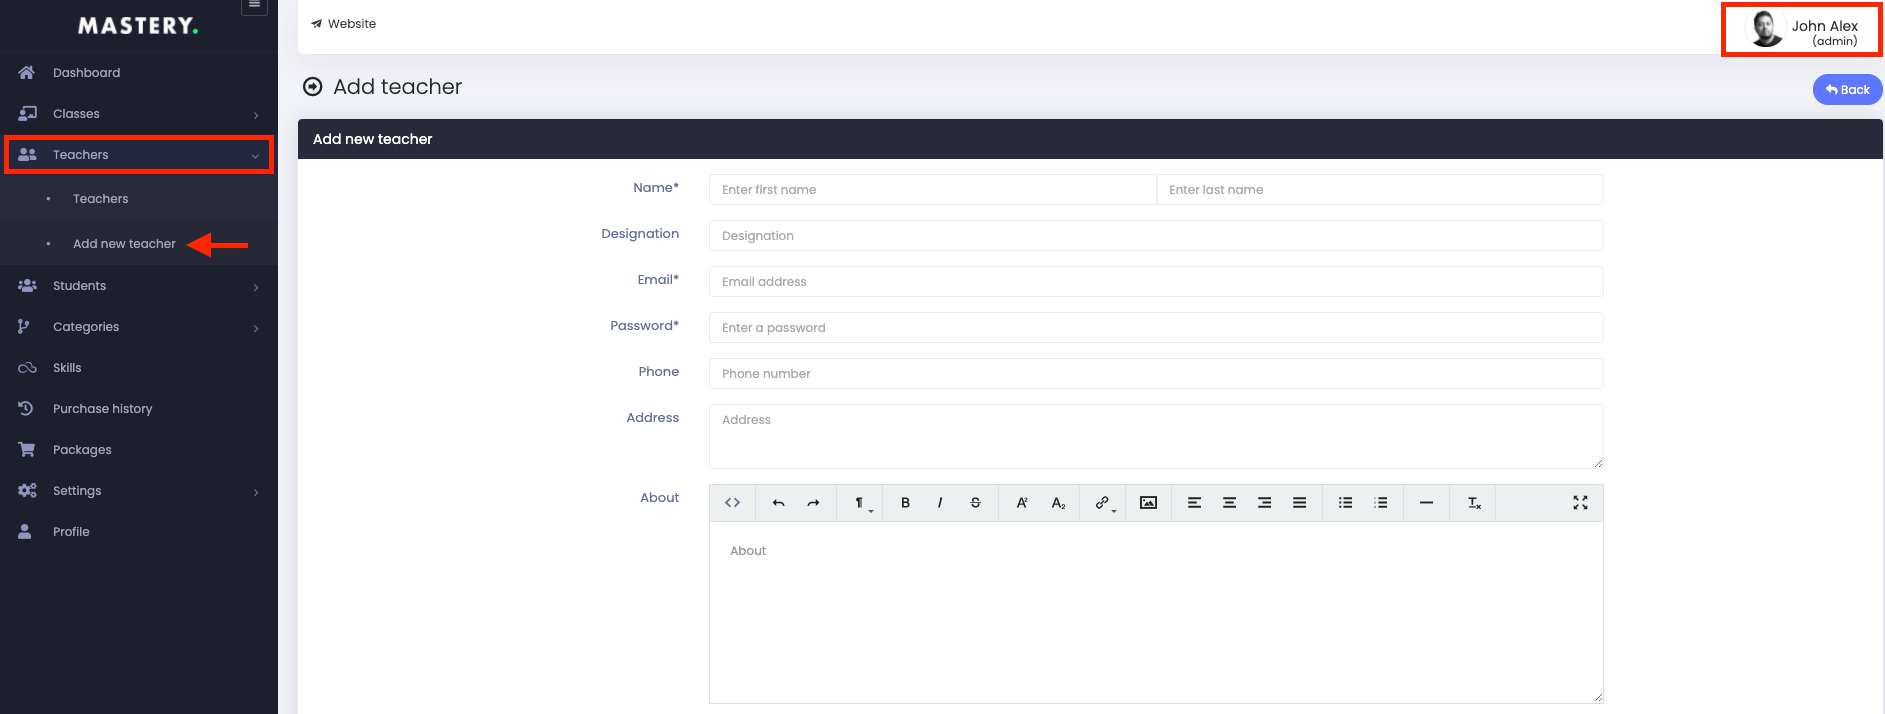 MASTERY.
Dashboard
Classes
Teachers
Teachers
Add new teacher
Students
Categories
Skills
Purchase history
Packages
Settings
Profile
Website
John Alex
(admin)
Add teacher
Back
Add new teacher
Name* Enter first name Enter last name
Designation Designation
Email* Email address
Password* Enter a password
Phone Phone number
Address Address
About
About